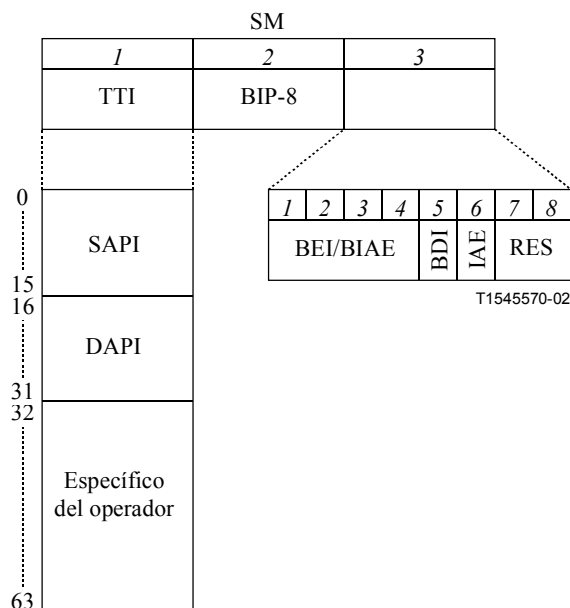 SM
1 2 3
TTI BIP-8
0
SAPI
15
16
DAPI
31
32
Específico
del operador
63
1 2 3 4 5 6 7 8
BEI/BIAE BDI IAE RES
T1545570-02